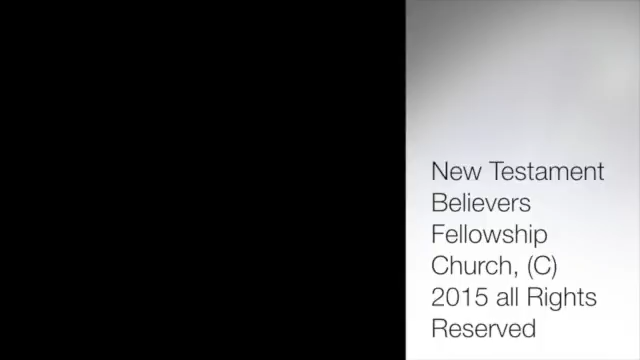 New Testament
Believers
Fellowship
Church, (C)
2015 all Rights
Reserved